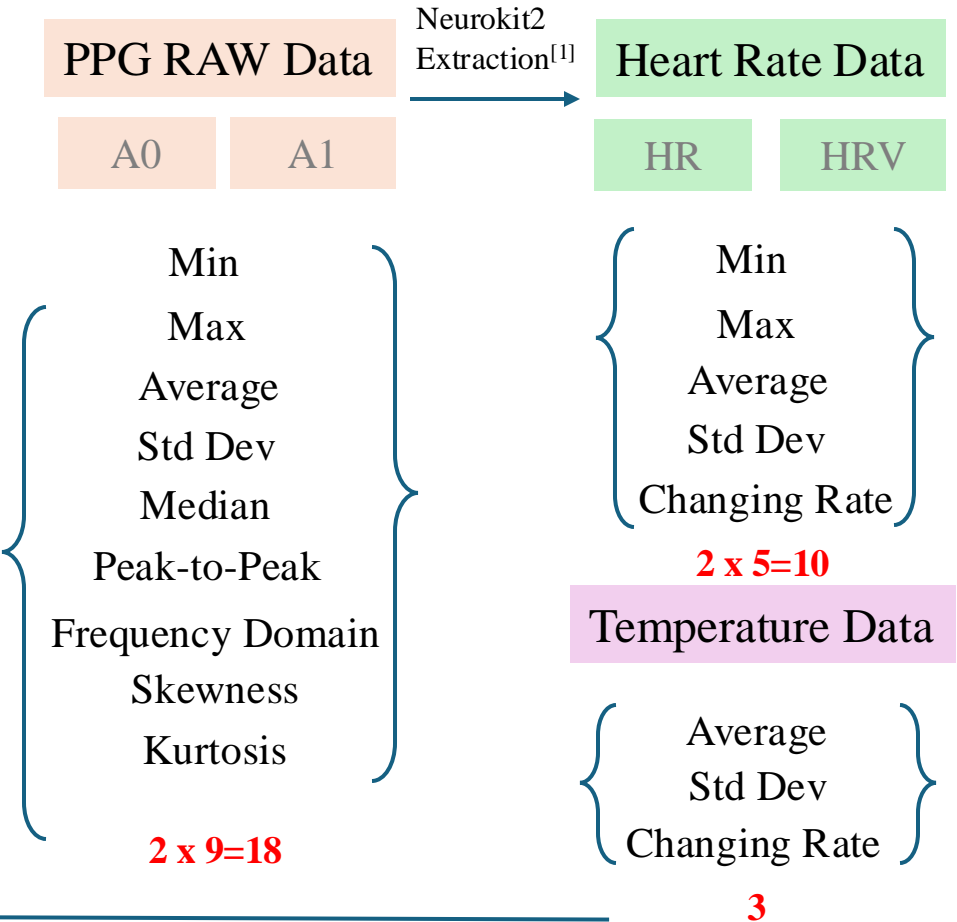 PPG RAW Data
Neurokit2
Extraction[1]
Heart Rate Data
A0
A1
HR
HRV
Min
Max
Average
Std Dev
Median
Peak-to-Peak
Frequency Domain
Skewness
Kurtosis
2 x 9=18
Min
Max
Average
Std Dev
Changing Rate
2 x 5=10
Temperature Data
Average
Std Dev
Changing Rate
3